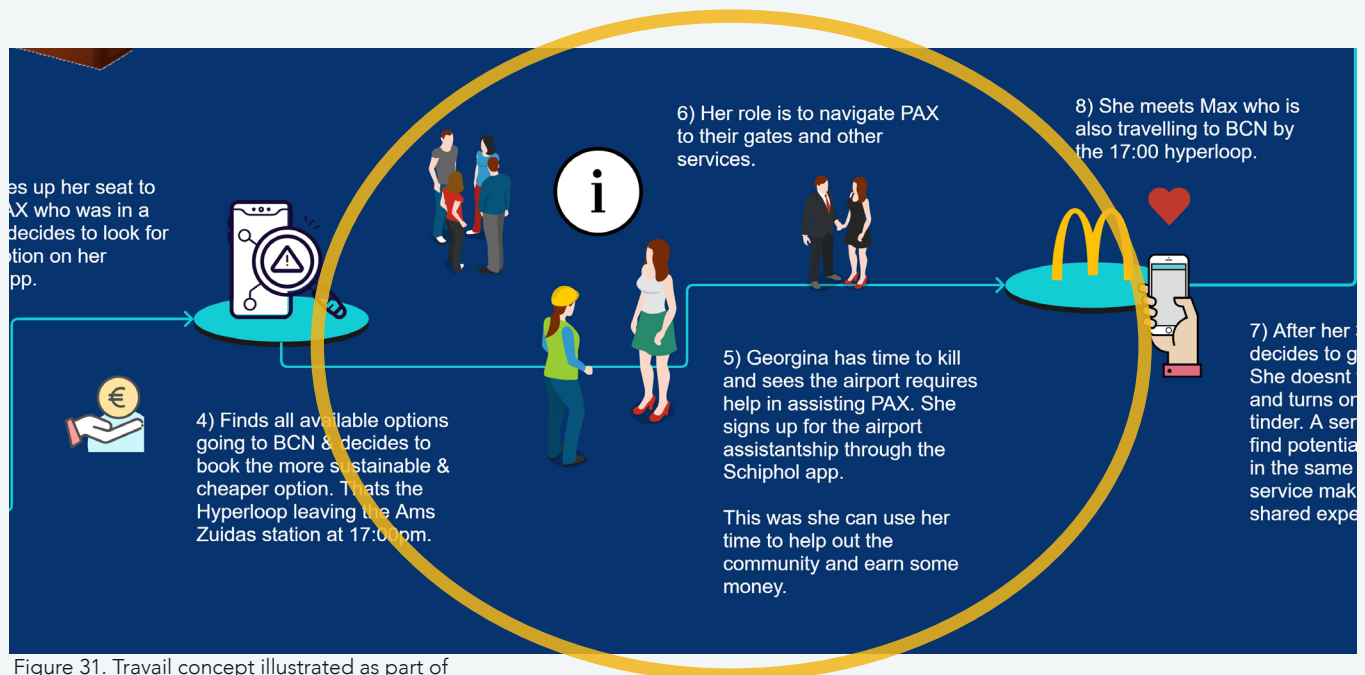 es up her seat to
AX who was in a
decides to look for
otion on her
pp.
4) Finds all available options
going to BCN & decides to
book the more sustainable &
cheaper option. Thats the
Hyperloop leaving the Ams
Zuidas station at 17:00pm.
i
6) Her role is to navigate PAX
to their gates and other
services.
5) Georgina has time to kill
and sees the airport requires
help in assisting PAX. She
signs up for the airport
assistantship through the
Schiphol app.
This was she can use her
time to help out the
community and earn some
money.
8) She meets Max who is
also travelling to BCN by
the 17:00 hyperloop.
7) After her
decides to g
She doesnt
and turns on
tinder. A ser
find potentia
in the same
service mak
shared expe
Figure 31. Travail concept illustrated as part of